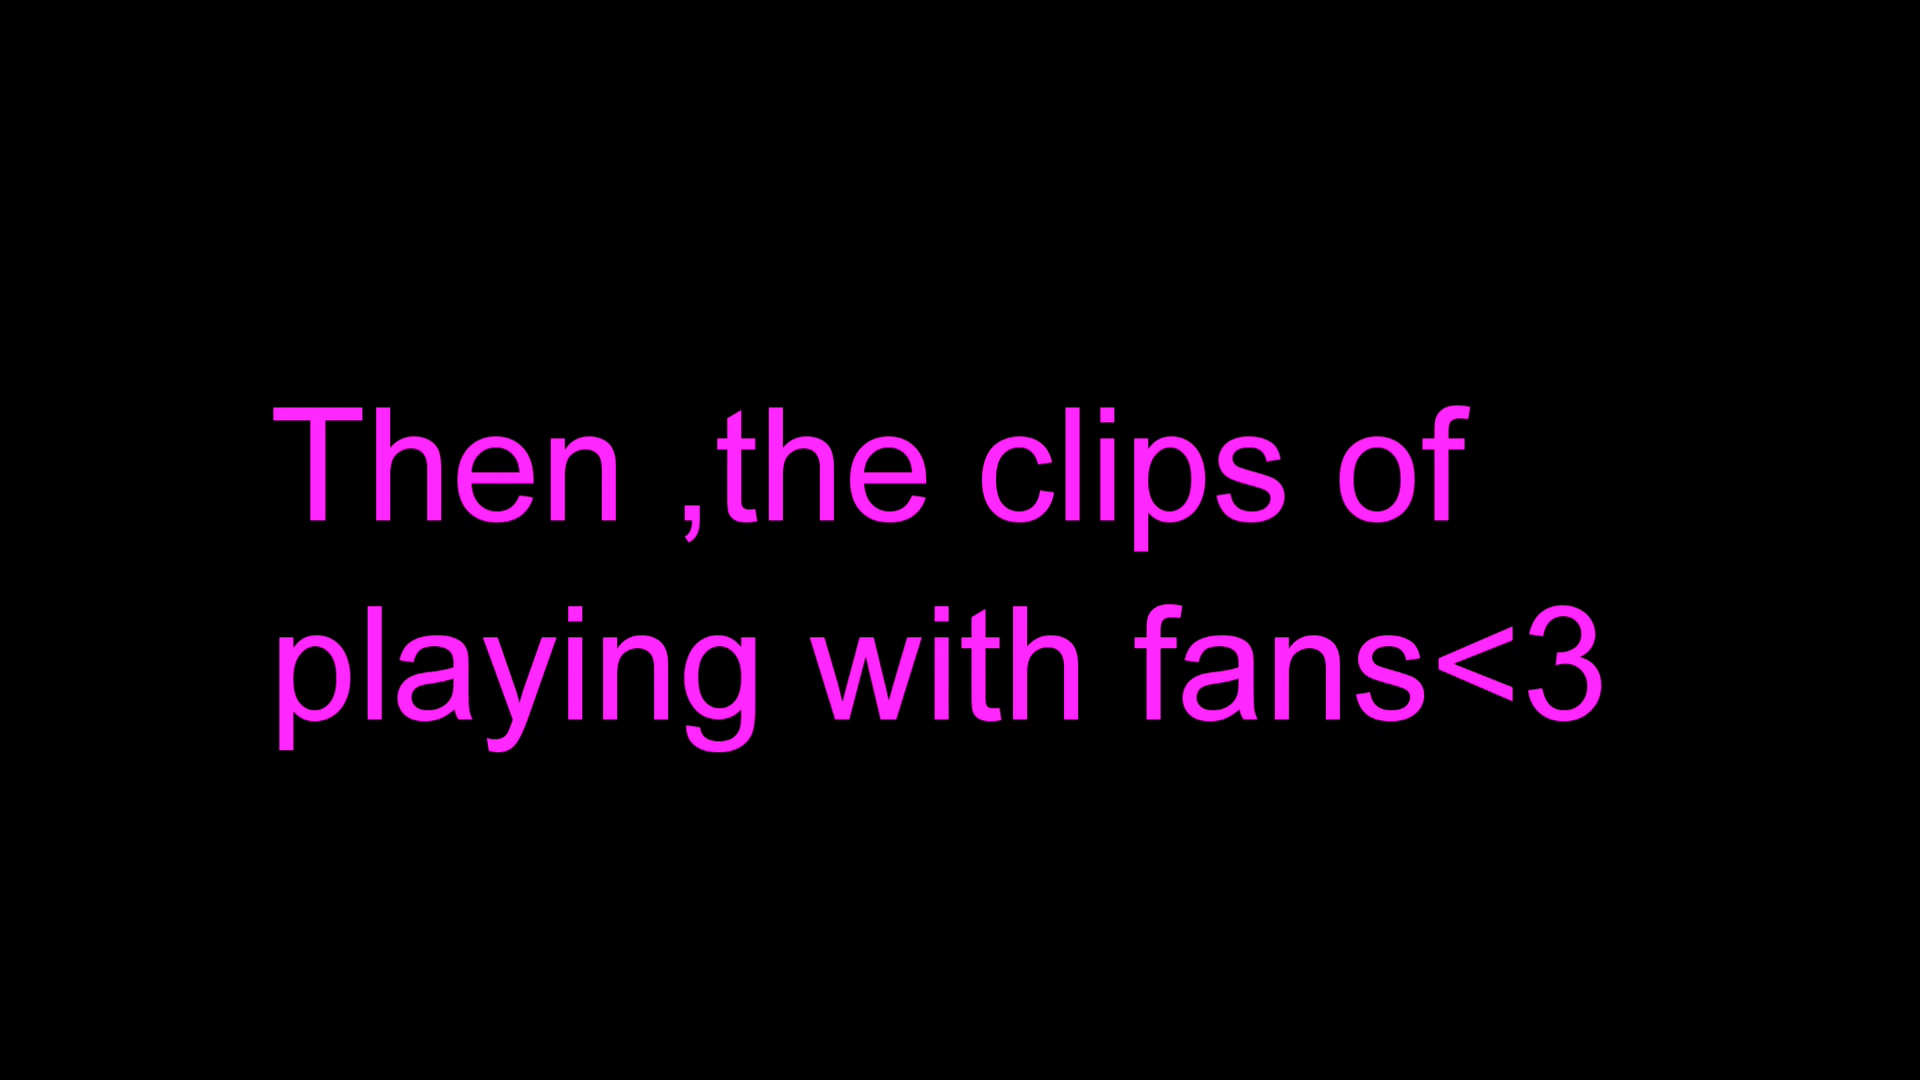 Then ,the clips of
playing with fans<3